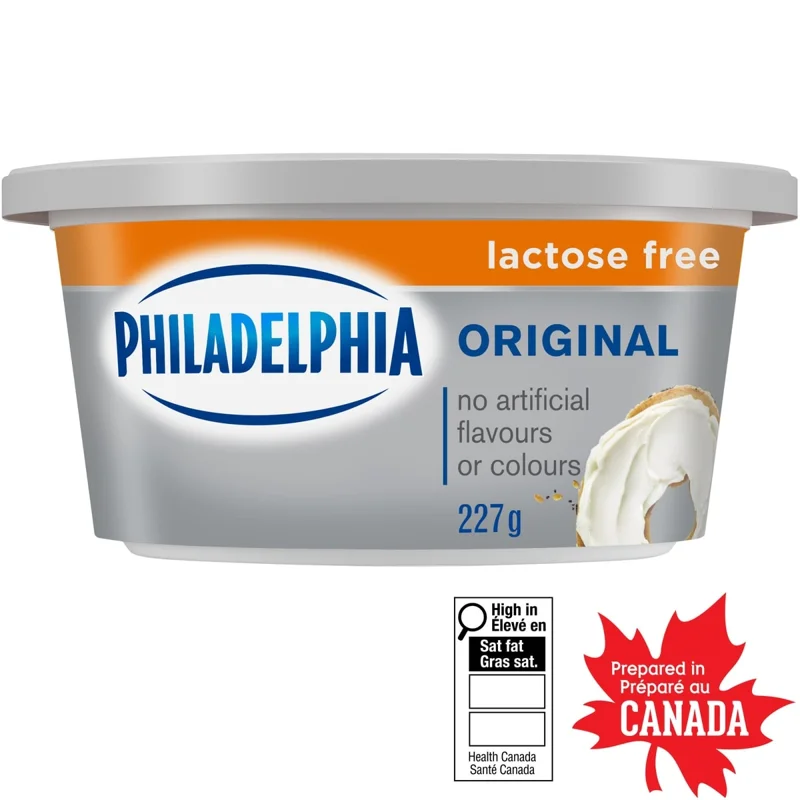 lactose free
PHILADELPHIA
ORIGINAL
no artificial
flavours
or colours
227g
High in
Élevé en
Sat fat
Gras sat.
Health Canada
Santé Canada
Prepared in
Préparé au
CANADA